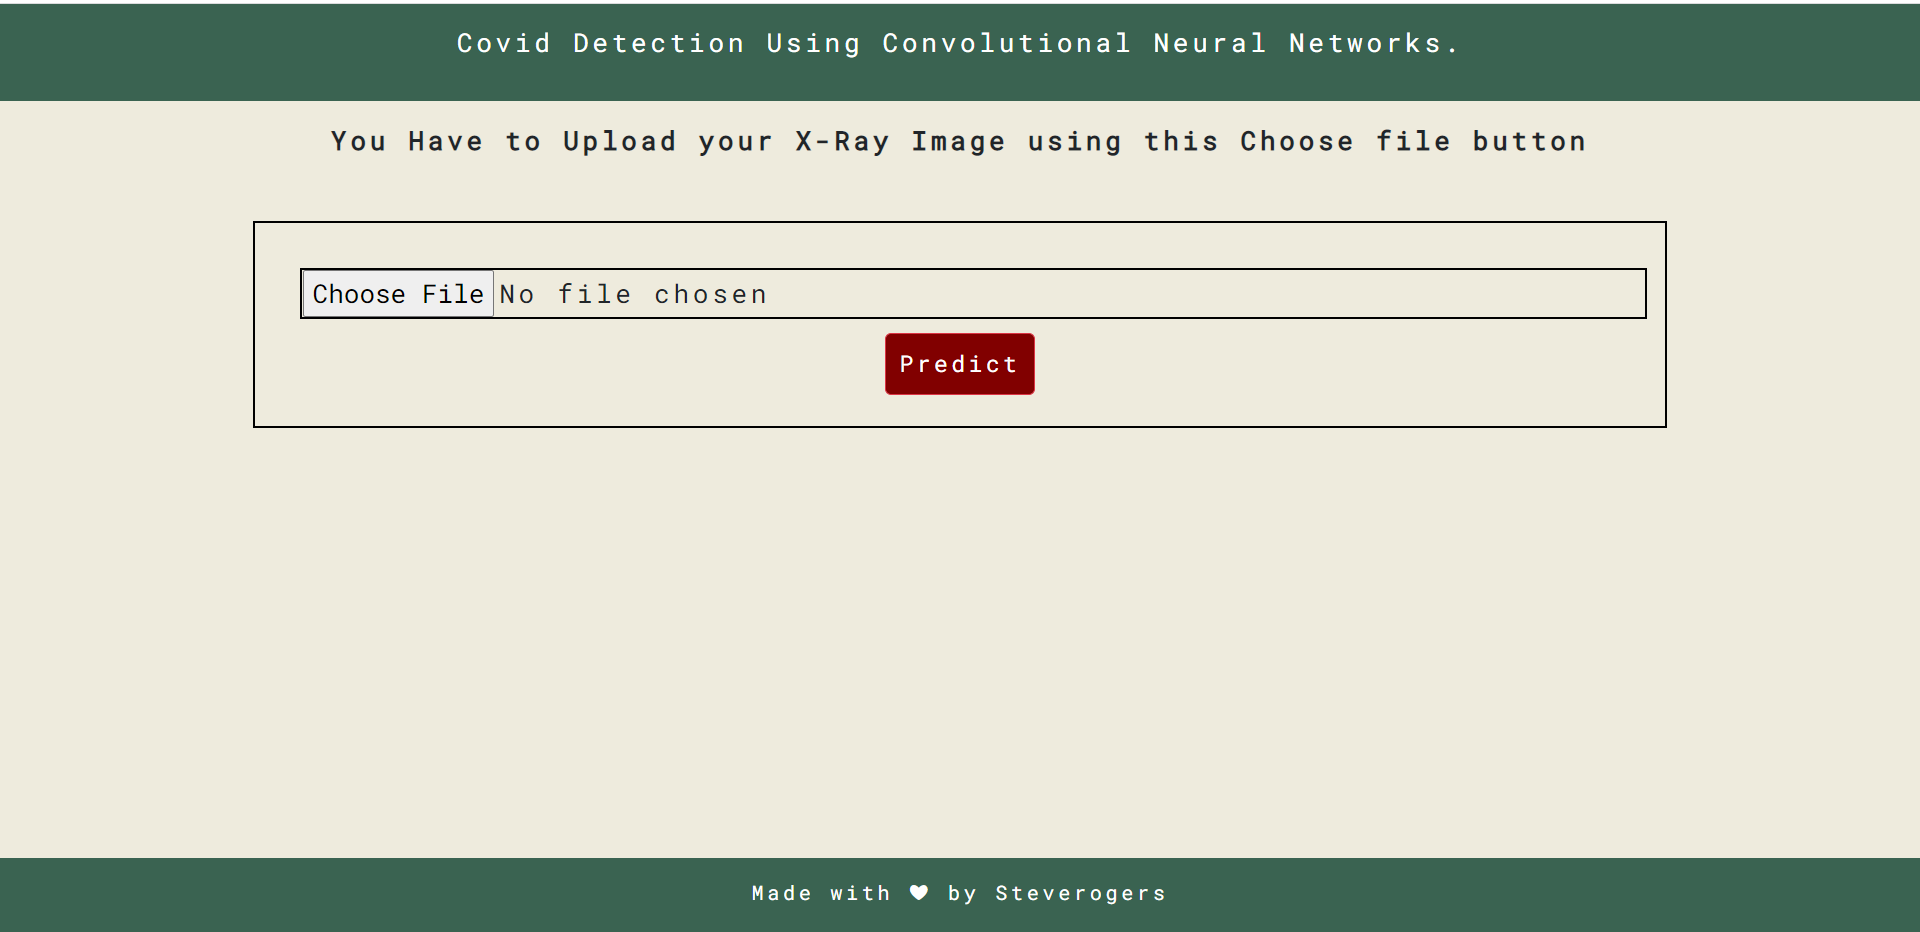 Covid Detection Using Convolutional Neural Networks.
You Have to Upload your X-Ray Image using this Choose file button
Choose File No file chosen
Predict
Made with ♥ by Steverogers